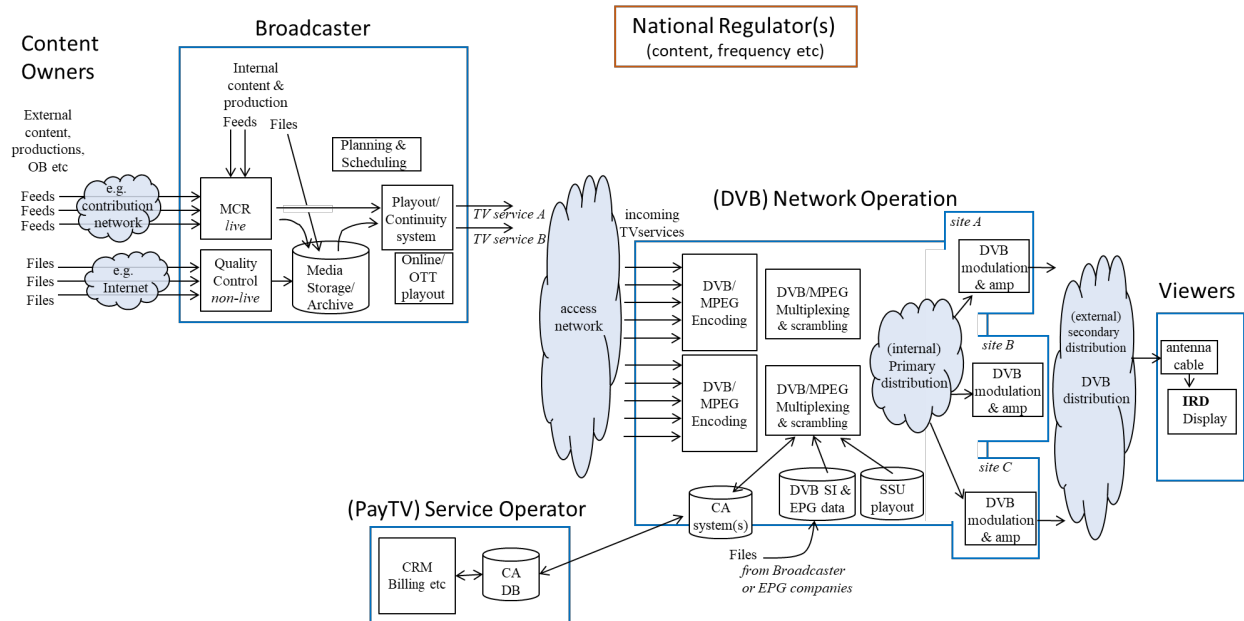 Content
Owners
External
content,
productions,
OB etc
Feeds
Feeds
Feeds
e.g.
contribution
network
Files
Files
Files
e.g.
Internet
Broadcaster
Internal
content &
production
Feeds
Files
Planning &
Scheduling
MCR
live
Quality
Control
non-live
Media
Storage/
Archive
Playout/
Continuity
system
Online/
OTT
playout
TV service A
TV service B
National Regulator(s)
(content, frequency etc)
access
network
(DVB) Network Operation
incoming
TVservices
DVB/
MPEG
Encoding
DVB/MPEG
Multiplexing
& scrambling
DVB/
MPEG
Encoding
DVB/MPEG
Multiplexing
& scrambling
CA
system(s)
DVB SI &
EPG data
SSU
playout
Files
from Broadcaster
or EPG companies
(internal)
Primary
distribution
site A
DVB
modulation
& amp
site B
DVB
modulation
& amp
site C
DVB
modulation
& amp
(external)
secondary
distribution
DVB
distribution
Viewers
antenna
cable
IRD
Display
(PayTV) Service Operator
CRM
Billing etc
CA
DB